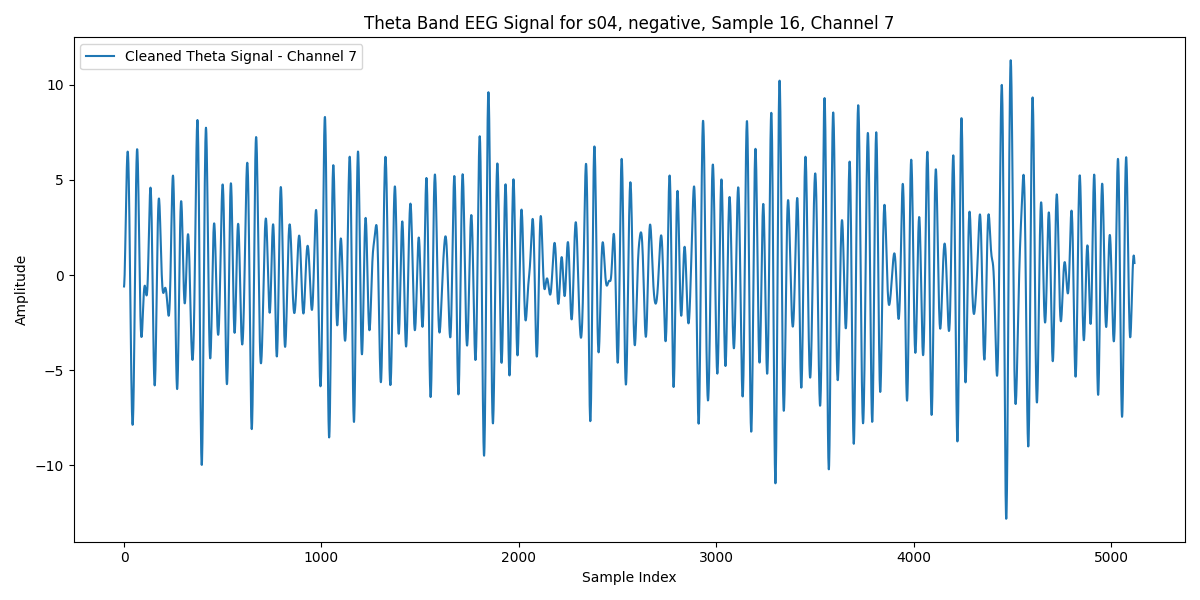 Theta Band EEG Signal for s04, negative, Sample 16, Channel 7
Cleaned Theta Signal - Channel 7
Amplitude
10
5
0
−5
−10
0 1000 2000 3000 4000 5000
Sample Index